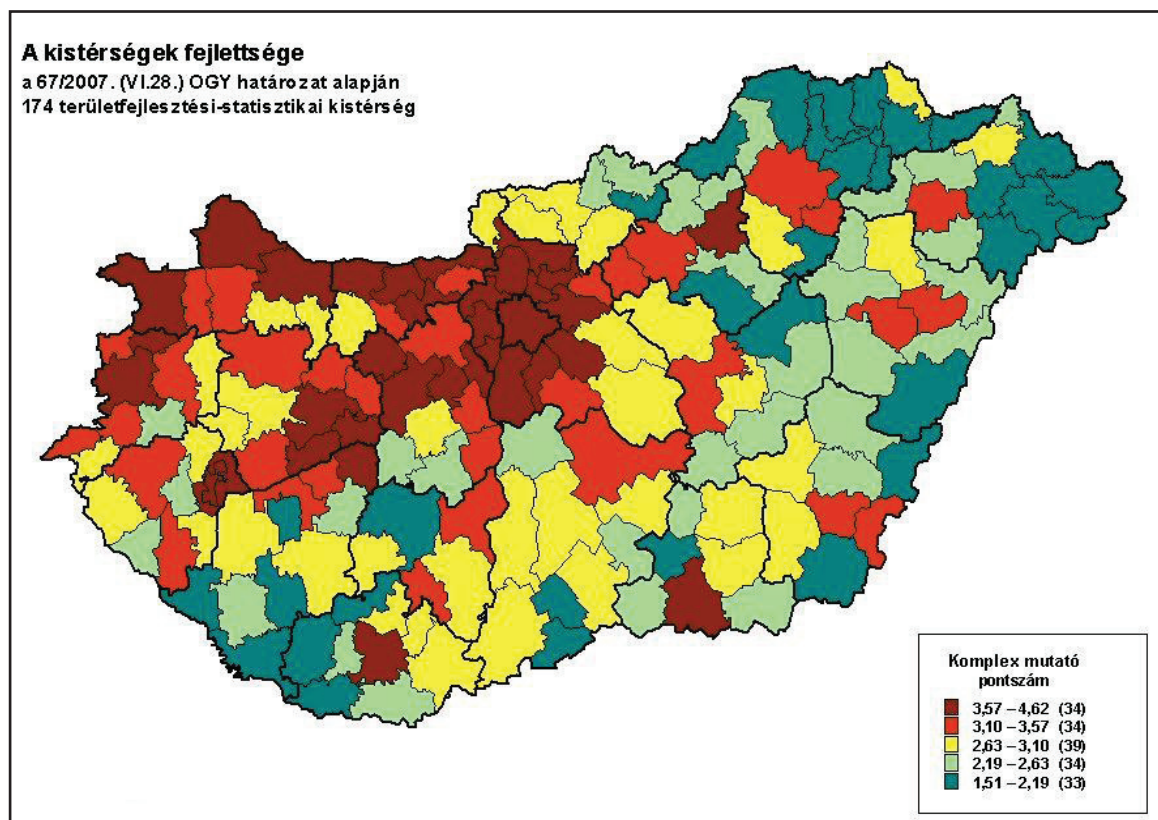 A kistérségek fejlettsége
a 67/2007. (VI.28.) OGY határozat alapján
174 területfejlesztési-statisztikai kistérség
Komplex mutató
pontszám
3,57 – 4,62 (34)
3,10 – 3,57 (34)
2,63 – 3,10 (39)
2,19 – 2,63 (34)
1,51 – 2,19 (33)